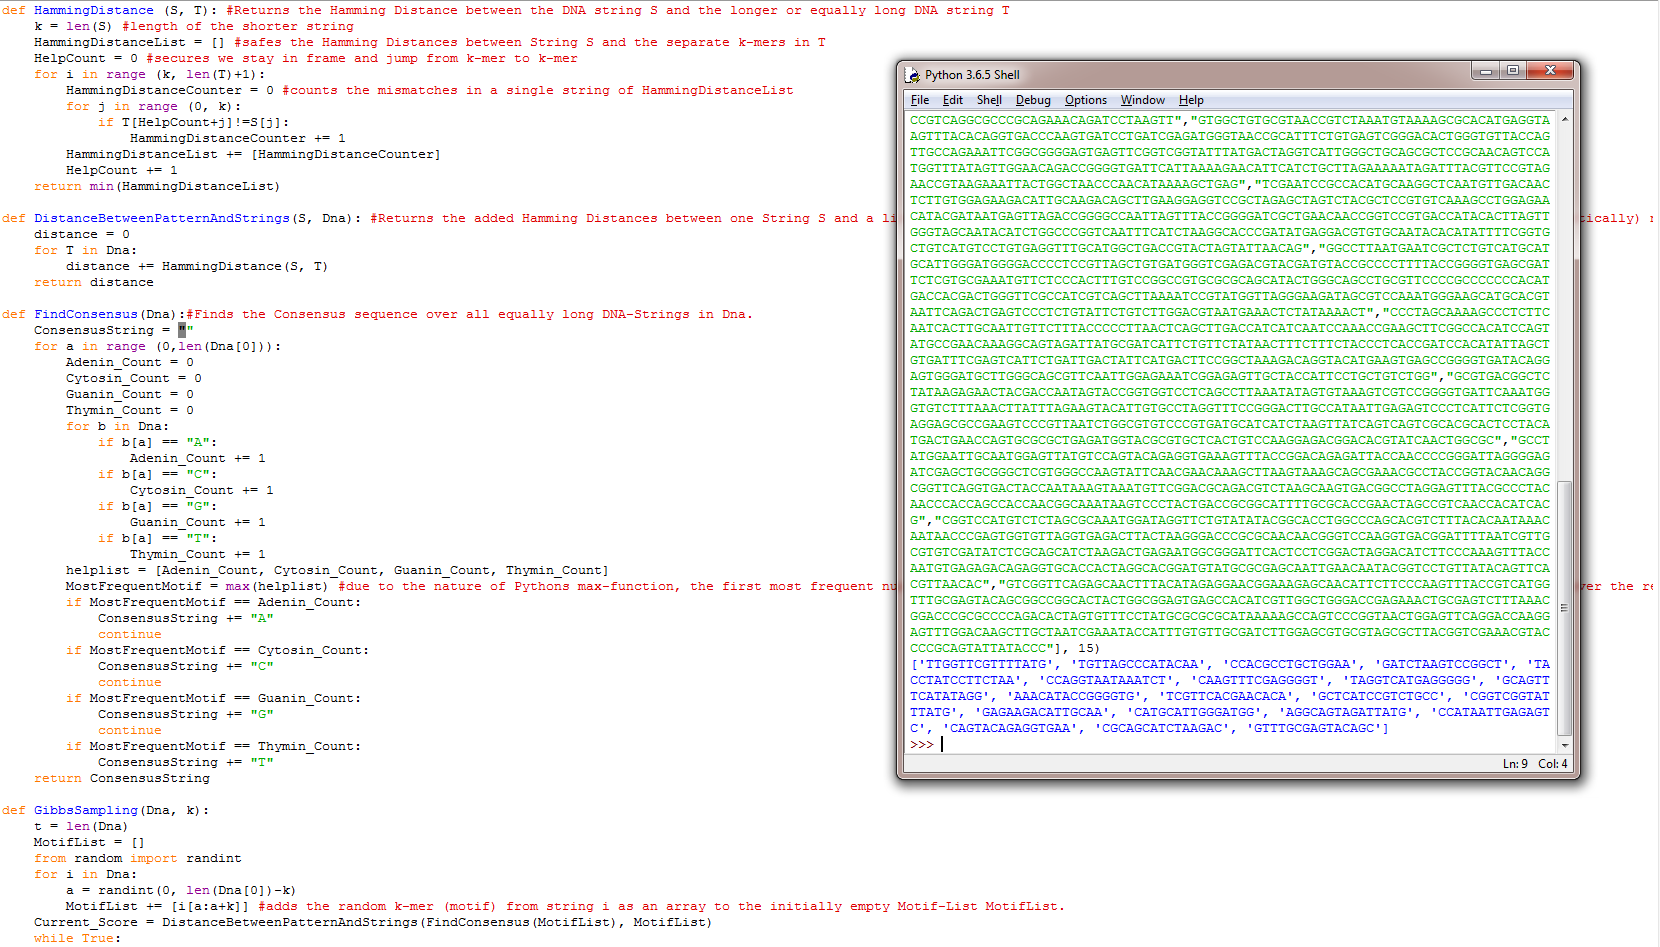 def HammingDistance (S, T): #Returns the Hamming Distance between the DNA string S and the longer or equally long DNA string T
k = len(S) #length of the shorter string
HammingDistanceList = [] #safes the Hamming Distances between String S and the separate k-mers in T
HelpCount = 0 #secures we stay in frame and jump from k-mer to k-mer
for i in range (k, len(T)+1):
HammingDistanceCounter = 0 #counts the mismatches in a single string of HammingDistanceList
for j in range (0, k):
if T[HelpCount+j]!=S[j]:
HammingDistanceCounter += 1
HammingDistanceList += [HammingDistanceCounter]
HelpCount += 1
return min(HammingDistanceList)
def DistanceBetweenPatternAndStrings(S, Dna): #Returns the added Hamming Distances between one String S and a li
tically) r
distance = 0
for T in Dna:
distance += HammingDistance(S, T)
return distance
def FindConsensus(Dna):#Finds the Consensus sequence over all equally long DNA-Strings in Dna.
ConsensusString = ""
for a in range (0,len(Dna[0])):
Adenin_Count = 0
Cytosin_Count = 0
Guanin_Count = 0
Thymin_Count = 0
for b in Dna:
if b[a] == "A":
Adenin_Count += 1
if b[a] == "C":
Cytosin_Count += 1
if b[a] == "G":
Guanin_Count += 1
if b[a] == "T":
Thymin_Count += 1
helplist = [Adenin_Count, Cytosin_Count, Guanin_Count, Thymin_Count]
MostFrequentMotif = max(helplist) #due to the nature of Pythons max-function, the first most frequent nu
ver the re
if MostFrequentMotif == Adenin_Count:
ConsensusString += "A"
continue
if MostFrequentMotif == Cytosin_Count:
ConsensusString += "C"
continue
if MostFrequentMotif == Guanin_Count:
ConsensusString += "G"
continue
if MostFrequentMotif == Thymin_Count:
ConsensusString += "T"
return ConsensusString
def GibbsSampling(Dna, k):
t = len(Dna)
MotifList = []
from random import randint
for i in Dna:
a = randint(0, len(Dna[0])-k)
MotifList += [i[a:a+k]] #adds the random k-mer (motif) from string i as an array to the initially empty Motif-List MotifList.
Current_Score = DistanceBetweenPatternAndStrings(FindConsensus(MotifList), MotifList)
while True:
Python 3.6.5 Shell
File Edit Shell Debug Options Window Help
CCGTCAGGCGCCCGCAGAAACAGATCCTAAGTT","GTGGCTGTGCGTAACCGTCTAAATGTAAAAGCGCACATGAGGTA
AGTTTACACAGGTGACCCAAGTGATCCTGATCGAGATGGGTAACCGCATTTCTGTGAGTCGGGACACTGGGTGTTACCAG
TTGCCAGAAATTCGGCGGGGAGTGAGTTCGGTCGGTATTTATGACTAGGTCATTGGGCTGCAGCGCTCCGCAACAGTCCA
TGGTTTATAGTTGGAACAGACCGGGGTGATTCATTAAAAGAACATTCATCTGCTTAGAAAAATAGATTTACGTTCCGTAG
AACCGTAAGAAATTACTGGCTAACCCAACATAAAAGCTGAG","TCGAATCCGCCACATGCAAGGCTCAATGTTGACAAC
TCTTGTGGAGAAGACATTGCAAGACAGCTTGAAGGAGGTCCGCTAGAGCTAGTCTACGCTCCGTGTCAAAGCCTGGAGAA
CATACGATAATGAGTTAGACCGGGGCCAATTAGTTTACCGGGGATCGCTGAACAACCGGTCCGTGACCATACACTTAGTT
GGGTAGCAATACATCTGGCCCGGTCAATTTCATCTAAGGCACCCGATATGAGGACGTGTGCAATACACATATTTTCGGTG
CTGTCATGTCCTGTGAGGTTTGCATGGCTGACCGTACTAGTATTAACAG","GGCCTTAATGAATCGCTCTGTCATGCAT
GCATTGGGATGGGGACCCCTCCGTTAGCTGTGATGGGTCGAGACGTACGATGTACCGCCCCTTTTACCGGGGTGAGCGAT
TCTCGTGCGAAATGTTCTCCCACTTTGTCCGGCCGTGCGCGCAGCATACTGGGCAGCCTGCGTTCCCCGCCCCCCCACAT
GACCACGACTGGGTTCGCCATCGTCAGCTTAAAATCCGTATGGTTAGGGAAGATAGCGTCCAAATGGGAAGCATGCACGT
AATTCAGACTGAGTCCCTCTGTATTCTGTCTTGGACGTAATGAAACTCTATAAAACT","CCCTAGCAAAAGCCCTCTTC
AATCACTTGCAATTGTTCTTTACCCCCTTAACTCAGCTTGACCATCATCAATCCAAACCGAAGCTTCGGCCACATCCAGT
ATGCCGAACAAAGGCAGTAGATTATGCGATCATTCTGTTCTATAACTTTCTTTCTACCCTCACCGATCCACATATTAGCT
GTGATTTCGAGTCATTCTGATTGACTATTCATGACTTCCGGCTAAAGACAGGTACATGAAGTGAGCCGGGGTGATACAGG
AGTGGGATGCTTGGGCAGCGTTCAATTGGAGAAATCGGAGAGTTGCTACCATTCCTGCTGTCTGG","GCGTGACGGCTC
TATAAGAGAACTACGACCAATAGTACCGGTGGTCCTCAGCCTTAAATATAGTGTAAAGTCGTCCGGGGTGATTCAAATGG
GTGTCTTTAAACTTATTTAGAAGTACATTGTGCCTAGGTTTCCGGGACTTGCCATAATTGAGAGTCCCTCATTCTCGGTG
AGGAGCGCCGAAGTCCCGTTAATCTGGCGTGTCCCGTGATGCATCATCTAAGTTATCAGTCAGTCGCACGCACTCCTACA
TGACTGAACCAGTGCGCGCTGAGATGGTACGCGTGCTCACTGTCCAAGGAGACGGACACGTATCAACTGGCGC","GCCT
ATGGAATTGCAATGGAGTTATGTCCAGTACAGAGGTGAAAGTTTACCGGACAGAGATTACCAACCCCGGGATTAGGGGAG
ATCGAGCTGCGGGCTCGTGGGCCAAGTATTCAACGAACAAAGCTTAAGTAAAGCAGCGAAACGCCTACCGGTACAACAGG
CGGTTCAGGTGACTACCAATAAAGTAAATGTTCGGACGCAGACGTCTAAGCAAGTGACGGCCTAGGAGTTTACGCCCTAC
AACCCACCAGCCACCAACGGCAAATAAGTCCCTACTGACCGCGGCATTTTGCGCACCGAACTAGCCGTCAACCACATCAC
G","CGGTCCATGTCTCTAGCGCAAATGGATAGGTTCTGTATATACGGCACCTGGCCCAGCACGTCTTTACACAATAAAC
AATAACCCGAGTGGTGTTAGGTGAGACTTACTAAGGGACCCGCGCAACAACGGGTCCAAGGTGACGGATTTTAATCGTTG
CGTGTCGATATCTCGCAGCATCTAAGACTGAGAATGGCGGGATTCACTCCTCGGACTAGGACATCTTCCCAAAGTTTACC
AATGTGAGAGACAGAGGTGCACCACTAGGCACGGATGTATGCGCGAGCAATTGAACAATACGGTCCTGTTATACAGTTCA
CGTTAACAC","GTCGGTTCAGAGCAACTTTACATAGAGGAACGGAAAGAGCAACATTCTTCCCAAGTTTACCGTCATGG
TTTGCGAGTACAGCGGCCGGCACTACTGGCGGAGTGAGCCACATCGTTGGCTGGGACCGAGAAACTGCGAGTCTTTAAAC
GGACCCGCGCCCCAGACACTAGTGTTTCCTATGCGCGCGCATAAAAAGCCAGTCCCGGTAACTGGAGTTCAGGACCAAGG
GAGTTTGGACAAGCTTGCTAATCGAAATACCATTTGTGTTGCGATCTTGGAGCGTGCGTAGCGCTTACGGTCGAAACGTAC
CCCGCAGTATTATACCC"], 15)
['TTGGTTCGTTTTATG', 'TGTTAGCCCATACAA', 'CCACGCCTGCTGGAA', 'GATCTAAGTCCGGCT', 'TA
CCTATCCTTCTAA', 'CCAGGTAATAAATCT', 'CAAGTTTCGAGGGGT', 'TAGGTCATGAGGGGG', 'GCAGTT
TCATATAGG', 'AAACATACCGGGGTG', 'TCGTTCACGAACACA', 'GCTCATCCGTCTGCC', 'CGGTCGGTAT
TTATG', 'GAGAAGACATTGCAA', 'CATGCATTGGGATGG', 'AGGCAGTAGATTATG', 'CCATAATTGAGAGT
C', 'CAGTACAGAGGTGAA', 'CGCAGCATCTAAGAC', 'GTTTGCGAGTACAGC']
>>>
Ln: 9 Col: 4